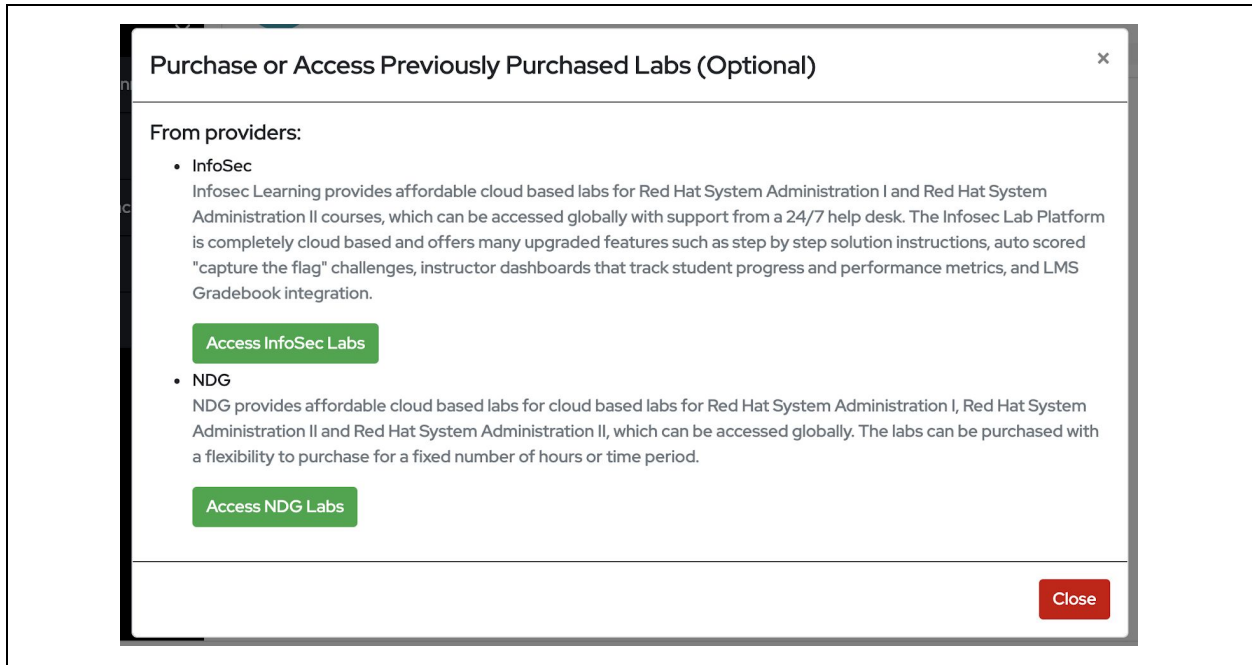 Purchase or Access Previously Purchased Labs (Optional)
×
From providers:
• InfoSec
Infosec Learning provides affordable cloud based labs for Red Hat System Administration I and Red Hat System
Administration II courses, which can be accessed globally with support from a 24/7 help desk. The Infosec Lab Platform
is completely cloud based and offers many upgraded features such as step by step solution instructions, auto scored
"capture the flag" challenges, instructor dashboards that track student progress and performance metrics, and LMS
Gradebook integration.
Access InfoSec Labs
• NDG
NDG provides affordable cloud based labs for cloud based labs for Red Hat System Administration I, Red Hat System
Administration II and Red Hat System Administration II, which can be accessed globally. The labs can be purchased with
a flexibility to purchase for a fixed number of hours or time period.
Access NDG Labs
Close